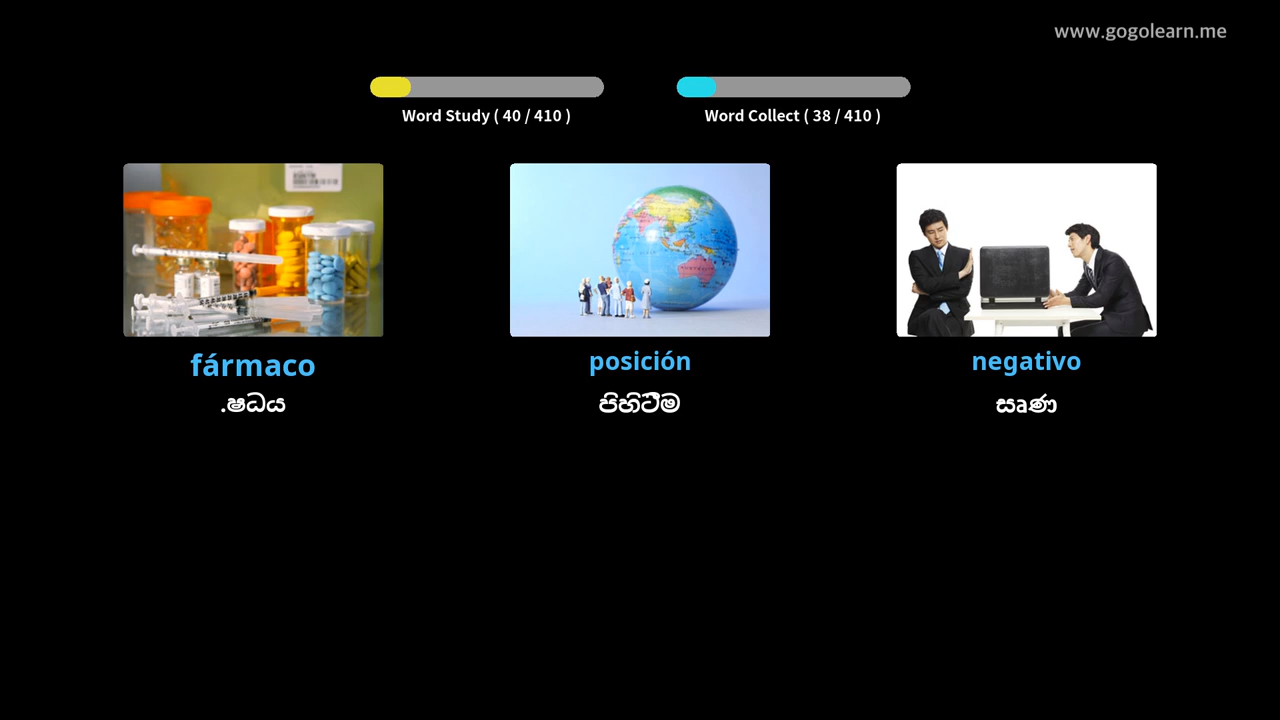 www.gogolearn.me
Word Study ( 40 / 410 )
Word Collect ( 38 / 410 )
fármaco
posición
negativo
.ෂධය
පිහිටීම
සෘණ